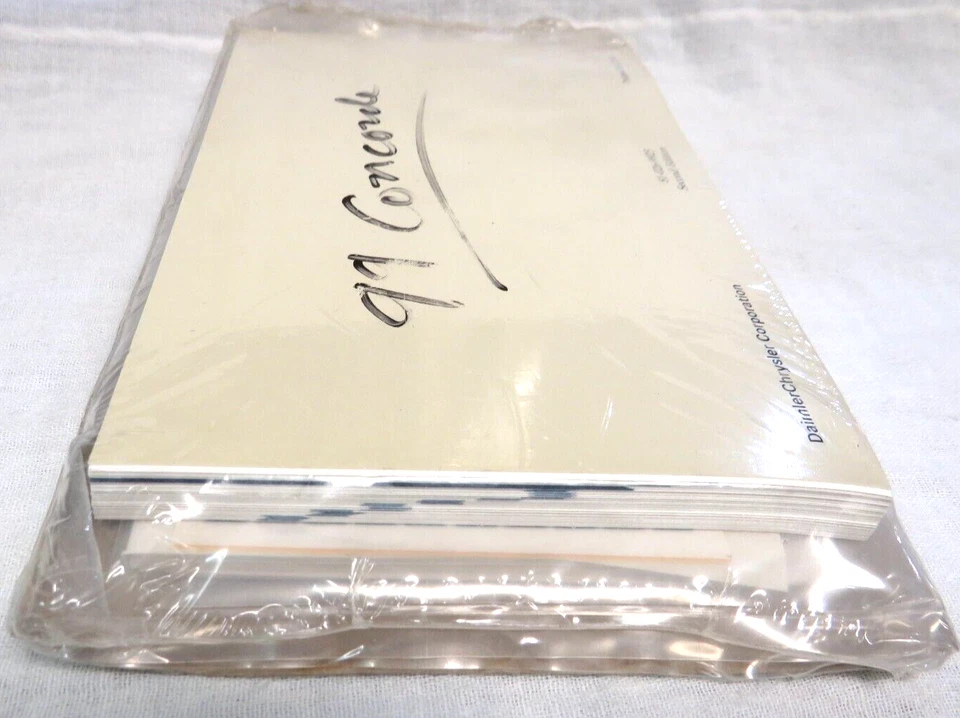 99 Concorde
DaimlerChrysler Corporation